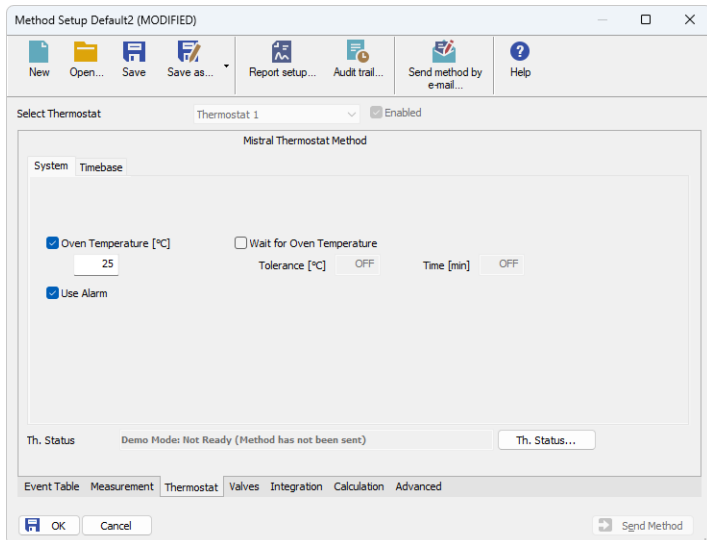 Method Setup Default2 (MODIFIED)
New Open... Save Save as... Report setup... Audit trail... Send method by Help
e-mail...
Select Thermostat Thermostat 1 Enabled
Mistral Thermostat Method
System Timebase
Oven Temperature [°C] Wait for Oven Temperature
25 Tolerance [°C] OFF Time [min] OFF
Use Alarm
Th. Status Demo Mode: Not Ready (Method has not been sent) Th. Status...
Event Table Measurement Thermostat Valves Integration Calculation Advanced
OK Cancel Send Method